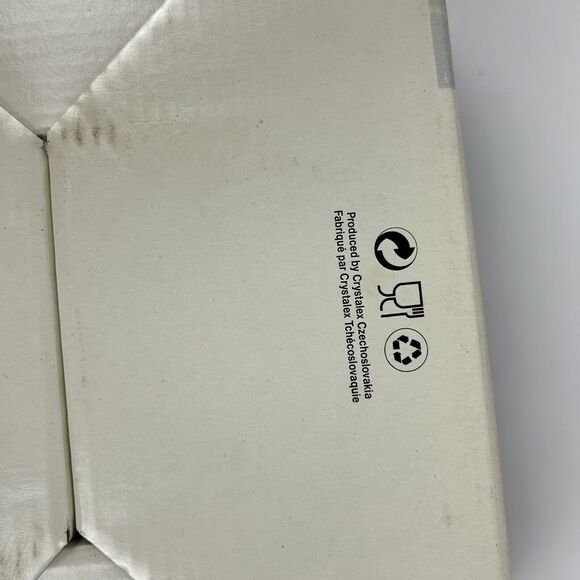 Produced by Crystalex Czechoslovakia
Fabriqué par Crystalex Tchécoslovaquie